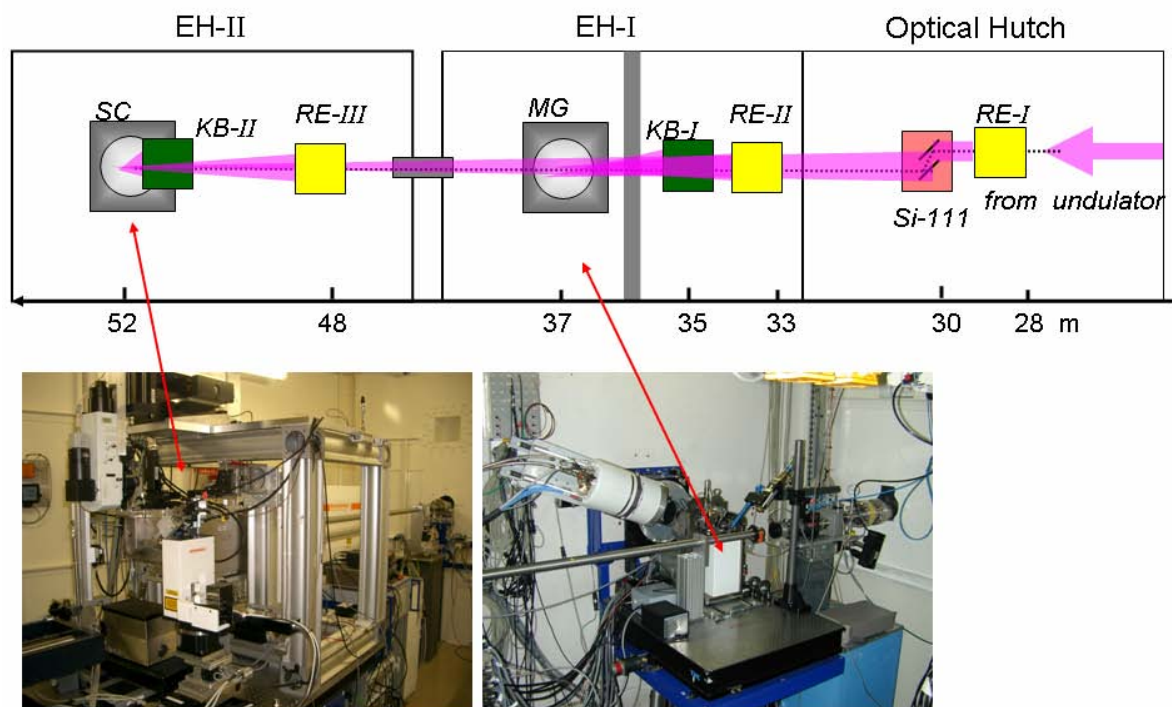 EH-II
EH-I
Optical Hutch
SC
KB-II
RE-III
MG
KB-I
RE-II
RE-I
Si-111
from undulator
52
48
37
35
33
30
28 m